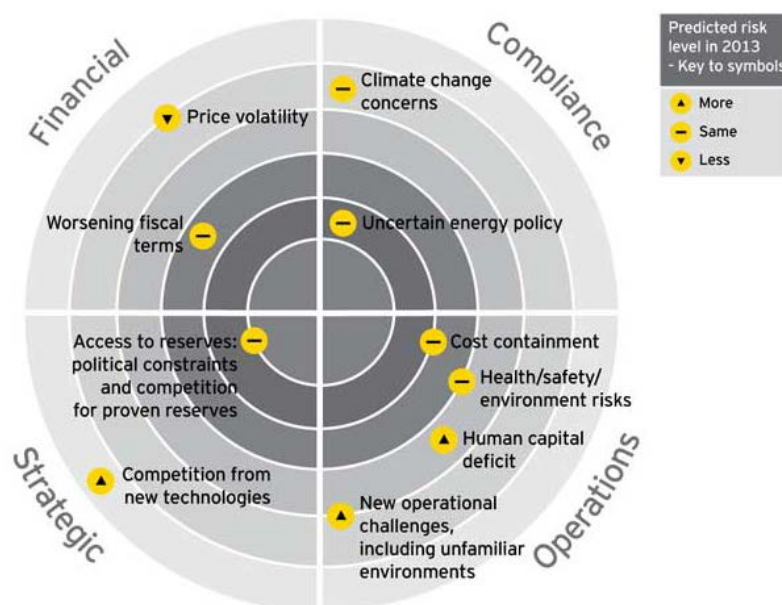 Financial
Compliance
Predicted risk
level in 2013
- Key to symbols
More
Same
Less
Climate change
concerns
Price volatility
Worsening fiscal
terms
Uncertain energy policy
Access to reserves:
political constraints
and competition
for proven reserves
Cost containment
Health/safety/
environment risks
Human capital
deficit
Competition from
new technologies
New operational
challenges,
including unfamiliar
environments
Strategic
Operations